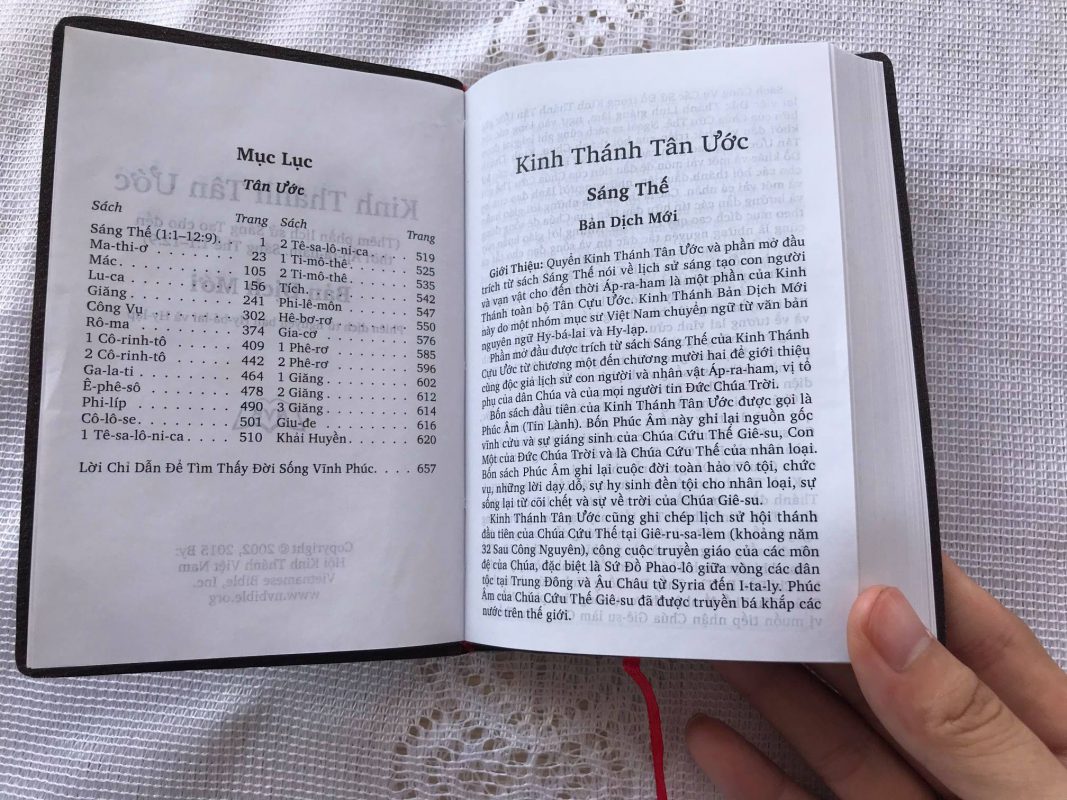 Mục Lục
Tân Ước
Sách Trang Sách Trang
Sáng Thế (1:1–12:9). 1 2 Tê-sa-lô-ni-ca . . 519
Ma-thi-ơ . . . . . . . . 23 1 Ti-mô-thê . . . . . . 525
Mác. . . . . . . . . . . 105 2 Ti-mô-thê . . . . . . 535
Lu-ca . . . . . . . . . 156 Tích. . . . . . . . . . . 542
Giăng . . . . . . . . . 241 Phi-lê-môn . . . . . . 547
Công Vụ . . . . . . . . 302 Hê-bơ-rơ . . . . . . . 550
Rô-ma . . . . . . . . . 374 Gia-cơ . . . . . . . . . 576
1 Cô-rinh-tô . . . . . . 409 1 Phê-rơ . . . . . . . . 585
2 Cô-rinh-tô . . . . . . 442 2 Phê-rơ . . . . . . . . 596
Ga-la-ti . . . . . . . . 464 1 Giăng . . . . . . . . 602
Ê-phê-sô . . . . . . . . 478 2 Giăng . . . . . . . . 612
Phi-líp . . . . . . . . . 490 3 Giăng . . . . . . . . 614
Cô-lô-se . . . . . . . . 501 Giu-đe . . . . . . . . . 616
1 Tê-sa-lô-ni-ca . . . . . 510 Khải Huyền. . . . . . 620
Lời Chỉ Dẫn Để Tìm Thấy Đời Sống Vĩnh Phúc. . . . 657
Kinh Thánh Tân Ước
Sáng Thế
Bản Dịch Mới
Giới Thiệu: Quyển Kinh Thánh Tân Ước và phần mở đầu
trích từ sách Sáng Thế nói về lịch sử sáng tạo con người
và vạn vật cho đến thời Áp-ra-ham là một phần của Kinh
Thánh toàn bộ Tân Cựu Ước. Kinh Thánh Bản Dịch Mới
này do một nhóm mục sư Việt Nam chuyển ngữ từ văn bản
nguyên ngữ Hy-bá-lai và Hy-lạp.
Phần mở đầu được trích từ sách Sáng Thế của Kinh Thánh
Cựu Ước từ chương một đến chương mười hai để giới thiệu
cùng độc giả lịch sử con người và nhân vật Áp-ra-ham, vị tổ
phụ của dân Chúa và của mọi người tin Đức Chúa Trời.
Bốn sách đầu tiên của Kinh Thánh Tân Ước được gọi là
Phúc Âm (Tin Lành). Bốn Phúc Âm này ghi lại nguồn gốc
vĩnh cửu và sự giáng sinh của Chúa Cứu Thế Giê-su, Con
Một của Đức Chúa Trời và là Chúa Cứu Thế của nhân loại.
Bốn sách Phúc Âm ghi lại cuộc đời toàn hảo vô tội, chức
vụ, những lời dạy dỗ, sự hy sinh đền tội cho nhân loại, sự
sống lại từ cõi chết và sự về trời của Chúa Giê-su.
Kinh Thánh Tân Ước cũng ghi chép lịch sử hội thánh
đầu tiên của Chúa Cứu Thế tại Giê-ru-sa-lem (khoảng năm
32 Sau Công Nguyên), cộng cuộc truyền giáo của các môn
đệ của Chúa, đặc biệt là Sứ Đồ Phao-lô giữa vòng các dân
tộc tại Trung Đông và Âu Châu từ Syria đến I-ta-ly. Phúc
Âm của Chúa Cứu Thế Giê-su đã được truyền bá khắp các
nước trên thế giới.